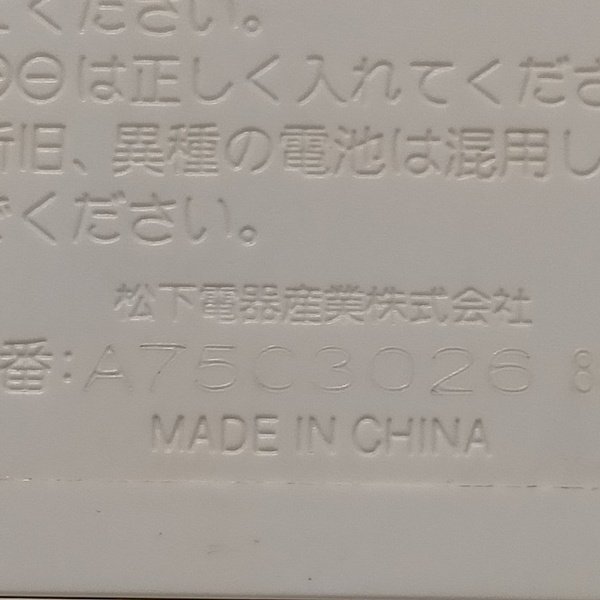 てください。
⊕⊖は正しく入れてくださ
新旧、異種の電池は混用し
でください。
松下電器産業株式会社
番:A75C3026 8
MADE IN CHINA